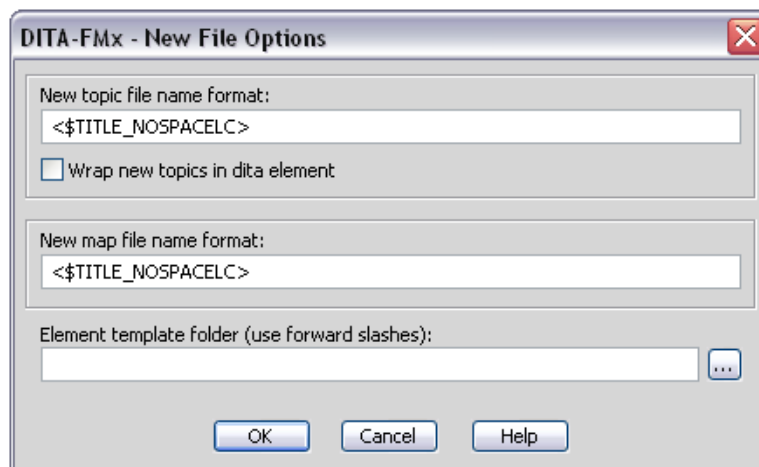 DITA-FMx - New File Options
New topic file name format:
<$TITLE_NOSPACELC>
Wrap new topics in dita element
New map file name format:
<$TITLE_NOSPACELC>
Element template folder (use forward slashes):
...
OK Cancel Help